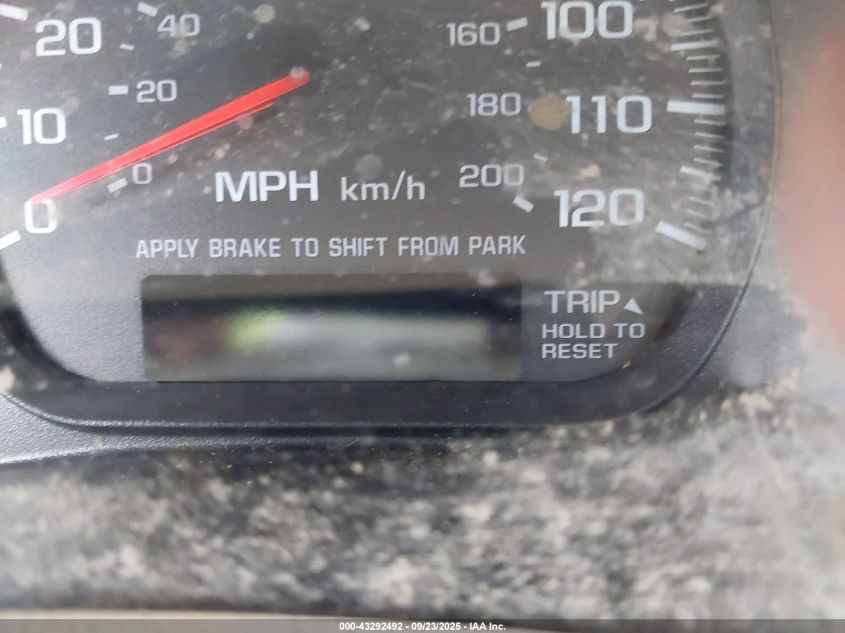 20 40 160 100
10 20 180 110
0 0 MPH km/h 200 120
APPLY BRAKE TO SHIFT FROM PARK
TRIP
HOLD TO
RESET
000-43292492 - 09/23/2025 - IAA Inc.